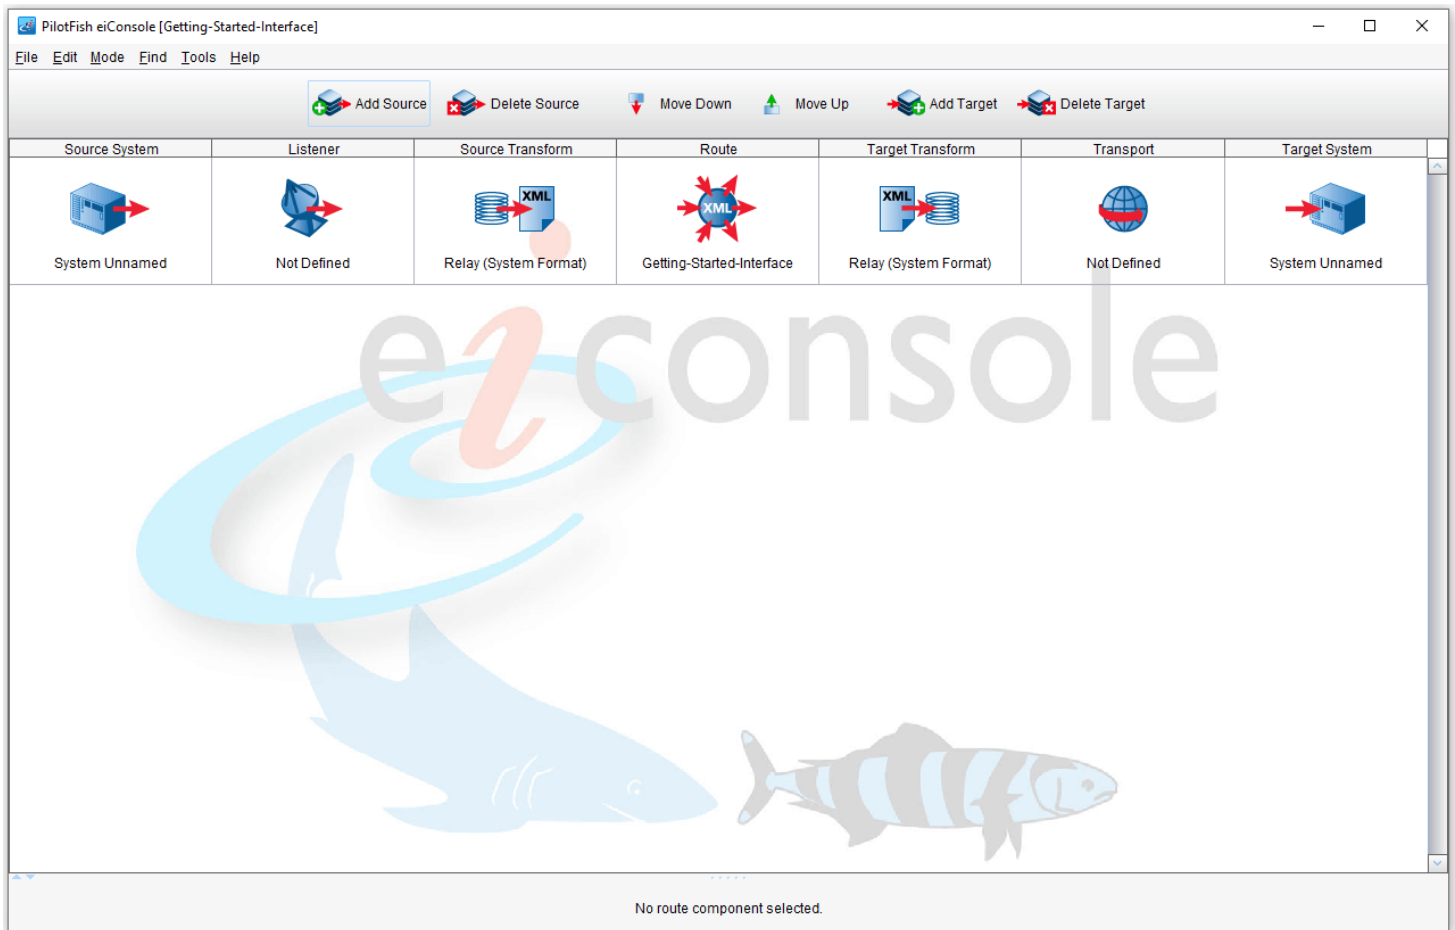 PilotFish eiConsole [Getting-Started-Interface]
File Edit Mode Find Tools Help
Add Source Delete Source Move Down Move Up Add Target Delete Target
Source System Listener Source Transform Route Target Transform Transport Target System
XML XML XML
System Unnamed Not Defined Relay (System Format) Getting-Started-Interface Relay (System Format) Not Defined System Unnamed
eiconsole
No route component selected.